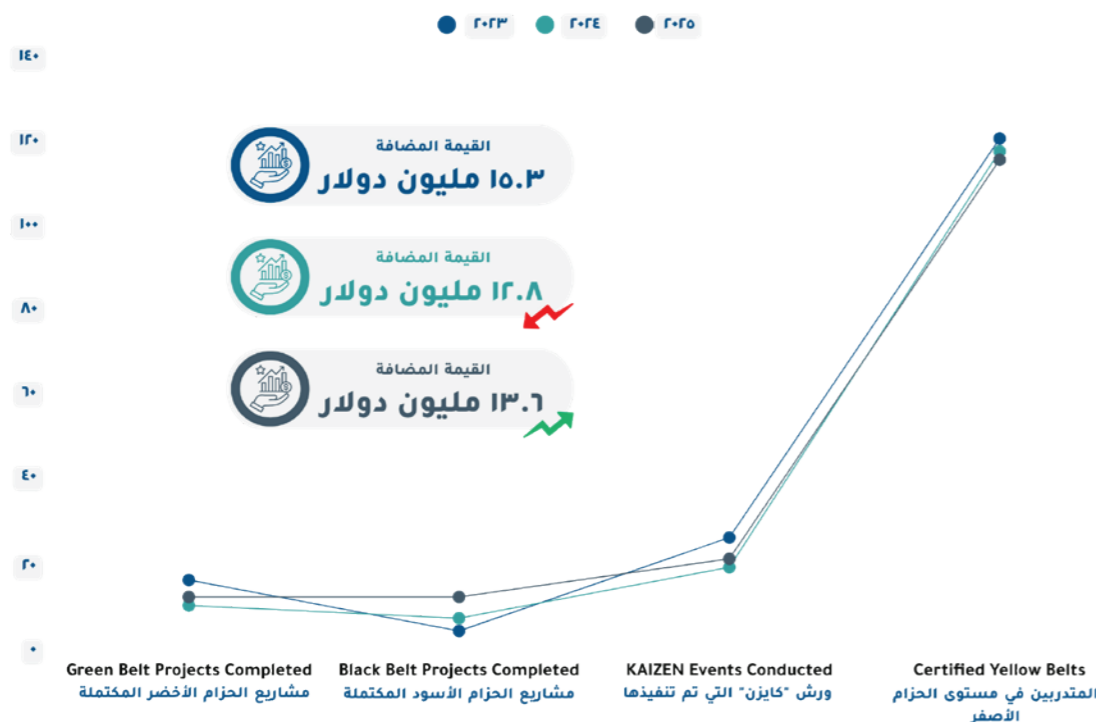 ٢٠٢٣ ٢٠٢٤ ٢٠٢٥
١٤٠
١٢٠
١٠٠
٨٠
٦٠
٤٠
٢٠
٠
القيمة المضافة
١٥.٣ مليون دولار
القيمة المضافة
١٢.٨ مليون دولار
القيمة المضافة
١٣.٦ مليون دولار
Green Belt Projects Completed
مشاريع الحزام الأخضر المكتملة
Black Belt Projects Completed
مشاريع الحزام الأسود المكتملة
KAIZEN Events Conducted
ورش "كايزن" التي تم تنفيذها
Certified Yellow Belts
المتدربين في مستوى الحزام
الأصفر